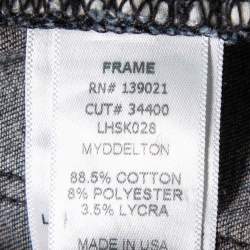 FRAME
RN# 139021
CUT# 34400
LHSK028
MYDDELTON
88.5% COTTON
8% POLYESTER
3.5% LYCRA
MADE IN USA